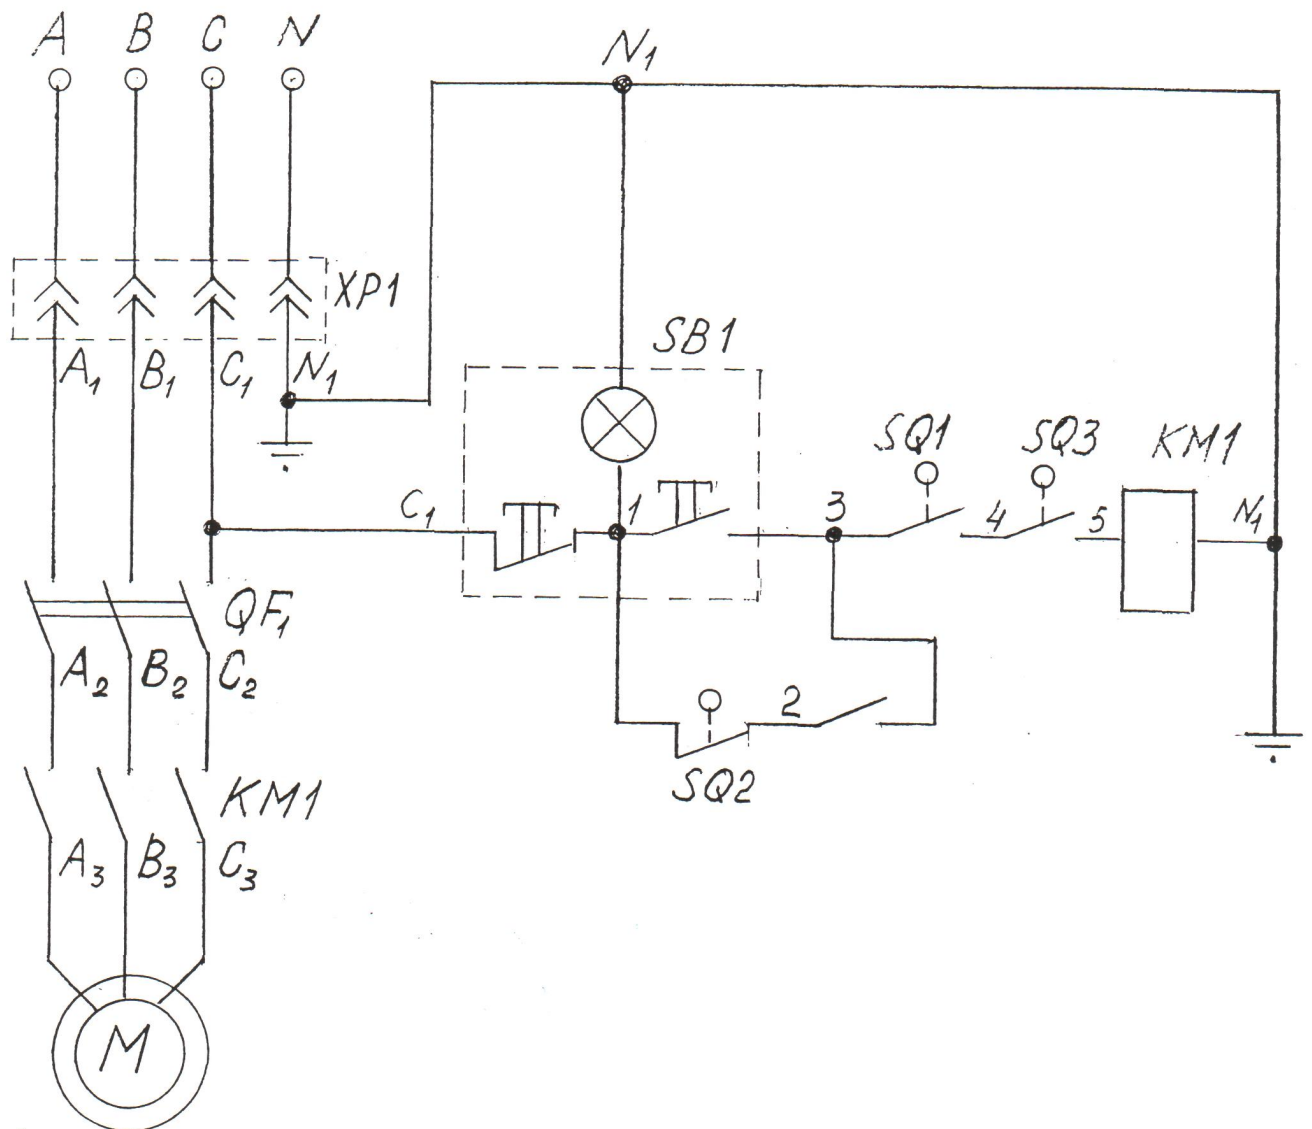 A B C N
N₁
XP1
A₁ B₁ C₁ N₁
SB1
SQ1 SQ3 KM1
C₁ 1 3 4 5 N₁
QF₁
A₂ B₂ C₂
2
SQ2
KM1
A₃ B₃ C₃
M